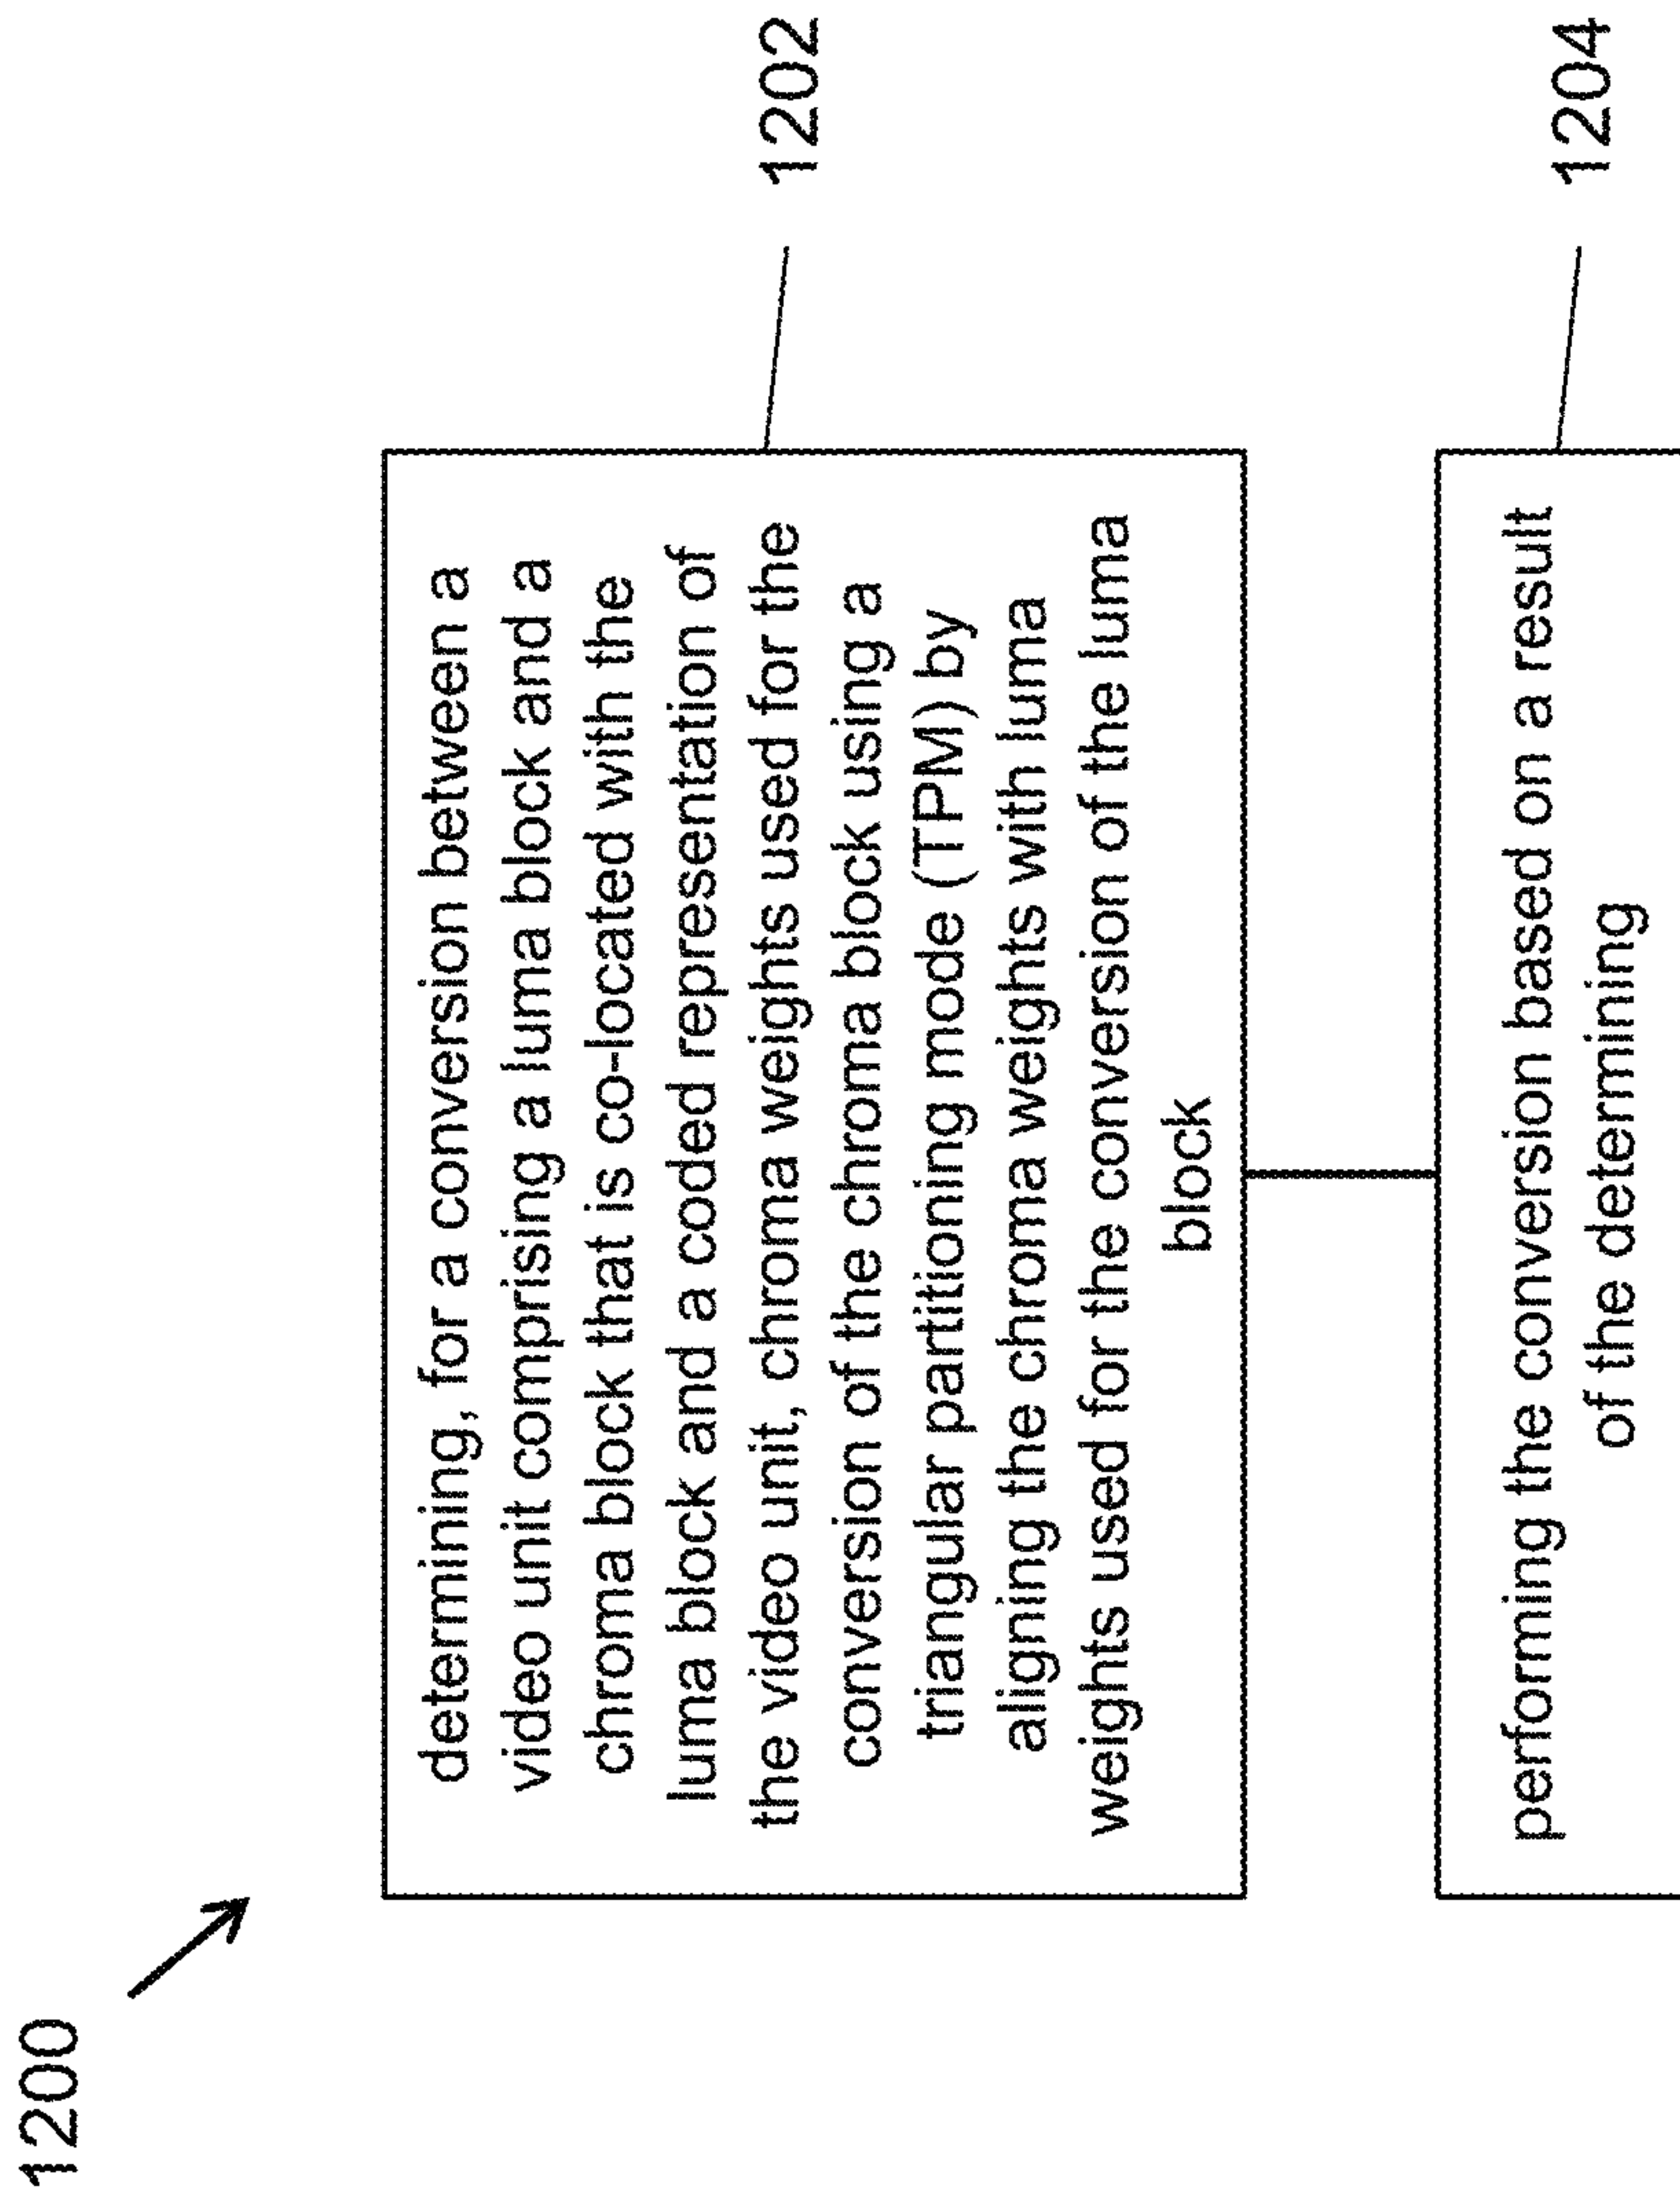 1200
determining, for a conversion between a
video unit comprising a luma block and a
chroma block that is co-located with the
luma block and a coded representation of
the video unit, chroma weights used for the
conversion of the chroma block using a
triangular partitioning mode (TPM) by
aligning the chroma weights with luma
weights used for the conversion of the luma
block
1202
performing the conversion based on a result
of the determining
1204